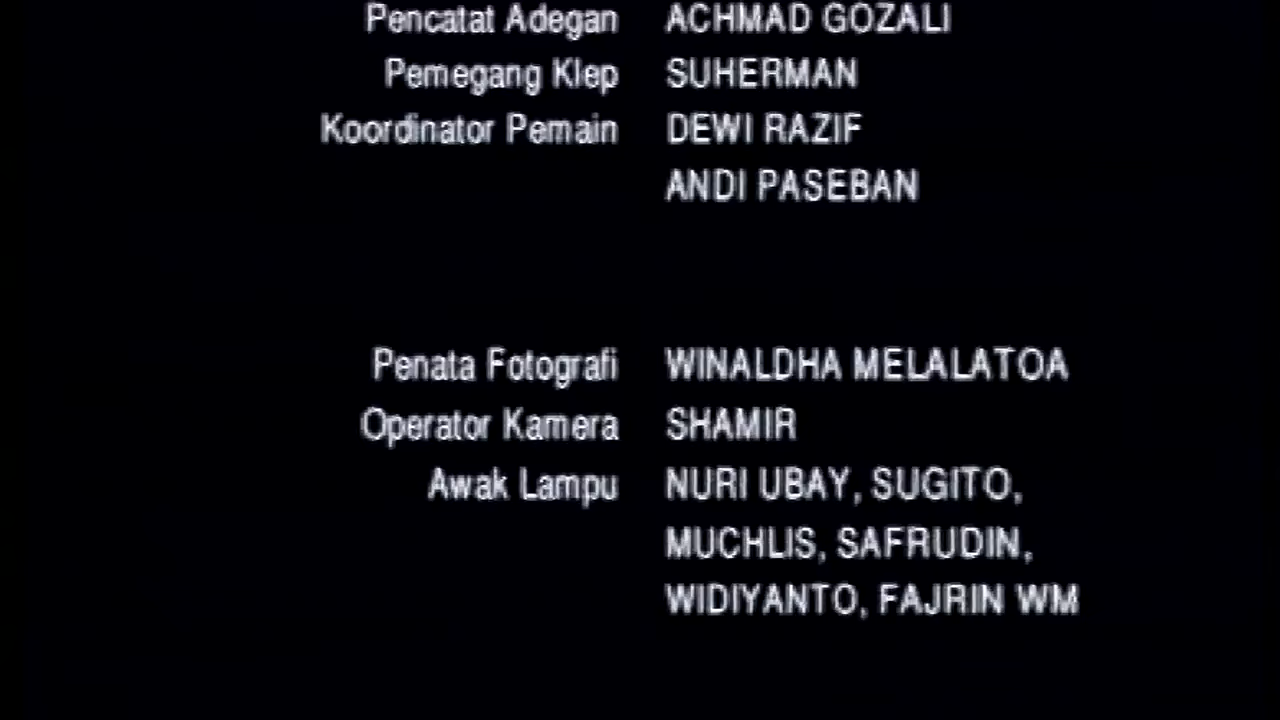 Pencatat Adegan ACHMAD GOZALI
Pemegang Klep SUHERMAN
Koordinator Pemain DEWI RAZIF
ANDI PASEBAN
Penata Fotografi WINALDHA MELALATOA
Operator Kamera SHAMIR
Awak Lampu NURI UBAY, SUGITO,
MUCHLIS, SAFRUDIN,
WIDIYANTO, FAJRIN WM